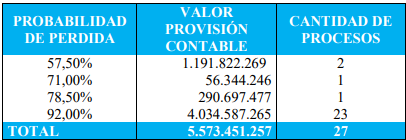 PROBABILIDAD DE PERDIDA VALOR PROVISIÓN CONTABLE CANTIDAD DE PROCESOS
57,50% 1.191.822.269 2
71,00% 56.344.246 1
78,50% 290.697.477 1
92,00% 4.034.587.265 23
TOTAL 5.573.451.257 27